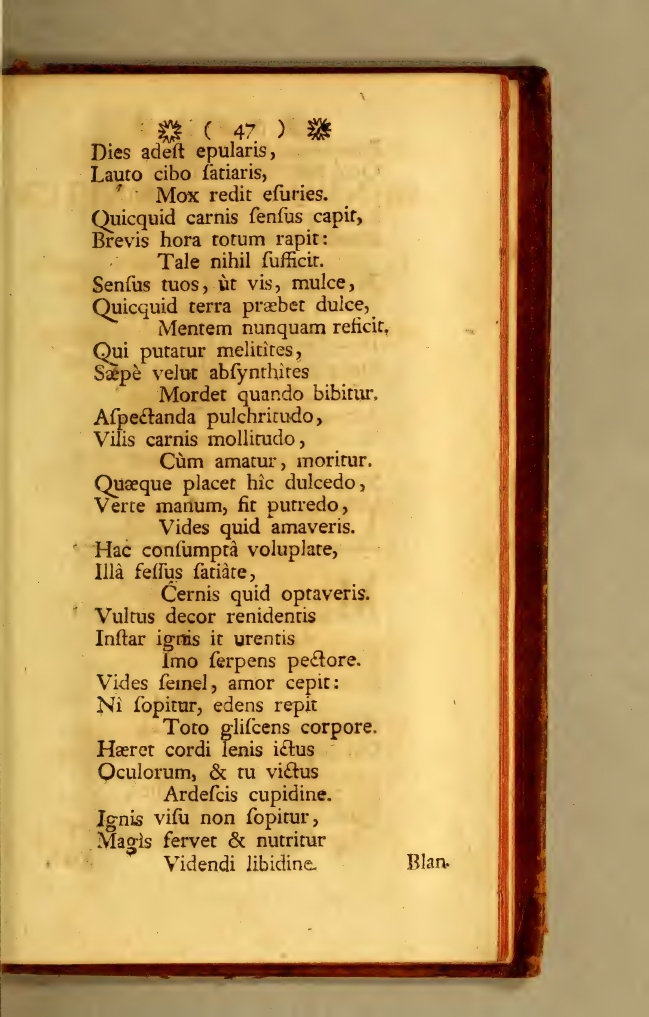 ( 47 )
Dies adeſt epularis,
Lauto cibo ſatiaris,
Mox redit eſuries.
Quicquid carnis ſenſus capit,
Brevis hora totum rapit:
Tale nihil ſufficit.
Senſus tuos, ùt vis, mulce,
Quicquid terra præbet dulce,
Mentem nunquam reficit.
Qui putatur melitîtes,
Sæpè velut abſynthîtes
Mordet quando bibitur.
Aſpectanda pulchritudo,
Vilis carnis mollitudo,
Cùm amatur, moritur.
Quæque placet hîc dulcedo,
Verte manum, fit putredo,
Vides quid amaveris.
Hac conſumptâ voluplate,
Illâ feſſus ſatiâte,
Cernis quid optaveris.
Vultus decor renidentis
Inſtar ignis it urentis
Imo ſerpens pectore.
Vides ſemel, amor cepit:
Nî ſopitur, edens repit
Toto gliſcens corpore.
Hæret cordi lenis ictus
Oculorum, & tu victus
Ardeſcis cupidine.
Ignis viſu non ſopitur,
Magìs fervet & nutritur
Videndi libidine.
Blan-